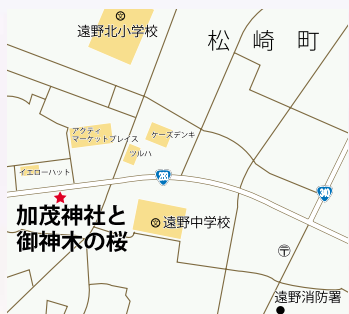 遠野北小学校
松崎町
アクティ
マーケットプレイス
ケーズデンキ
ツルハ
イエローハット
283
340
加茂神社と
御神木の桜
遠野中学校
遠野消防署